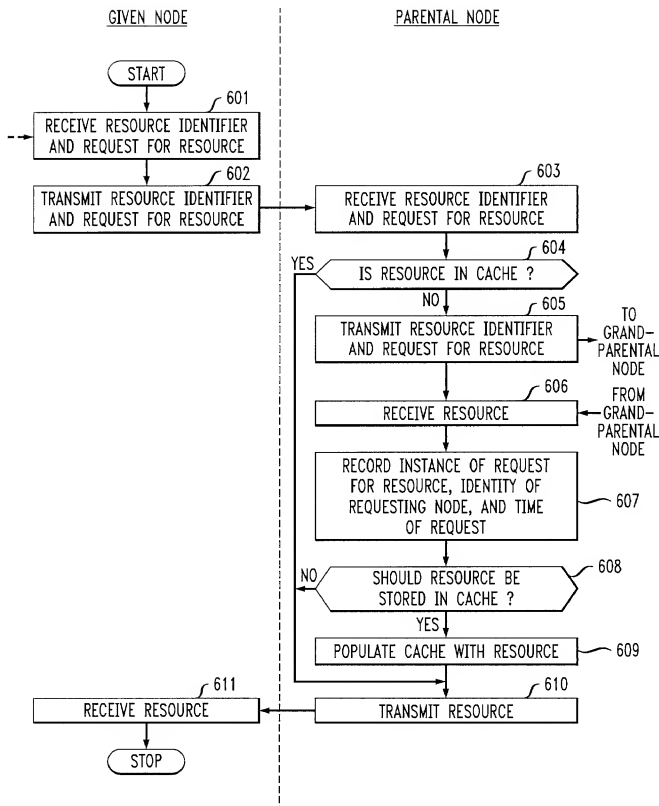 GIVEN NODE
PARENTAL NODE
START
601
RECEIVE RESOURCE IDENTIFIER
AND REQUEST FOR RESOURCE
602
TRANSMIT RESOURCE IDENTIFIER
AND REQUEST FOR RESOURCE
603
RECEIVE RESOURCE IDENTIFIER
AND REQUEST FOR RESOURCE
604
YES
IS RESOURCE IN CACHE ?
NO
605
TRANSMIT RESOURCE IDENTIFIER
AND REQUEST FOR RESOURCE
TO
GRAND-
PARENTAL
NODE
606
RECEIVE RESOURCE
FROM
GRAND-
PARENTAL
NODE
RECORD INSTANCE OF REQUEST
FOR RESOURCE, IDENTITY OF
REQUESTING NODE, AND TIME
OF REQUEST
607
608
NO
SHOULD RESOURCE BE
STORED IN CACHE ?
YES
POPULATE CACHE WITH RESOURCE
609
611
RECEIVE RESOURCE
610
TRANSMIT RESOURCE
STOP